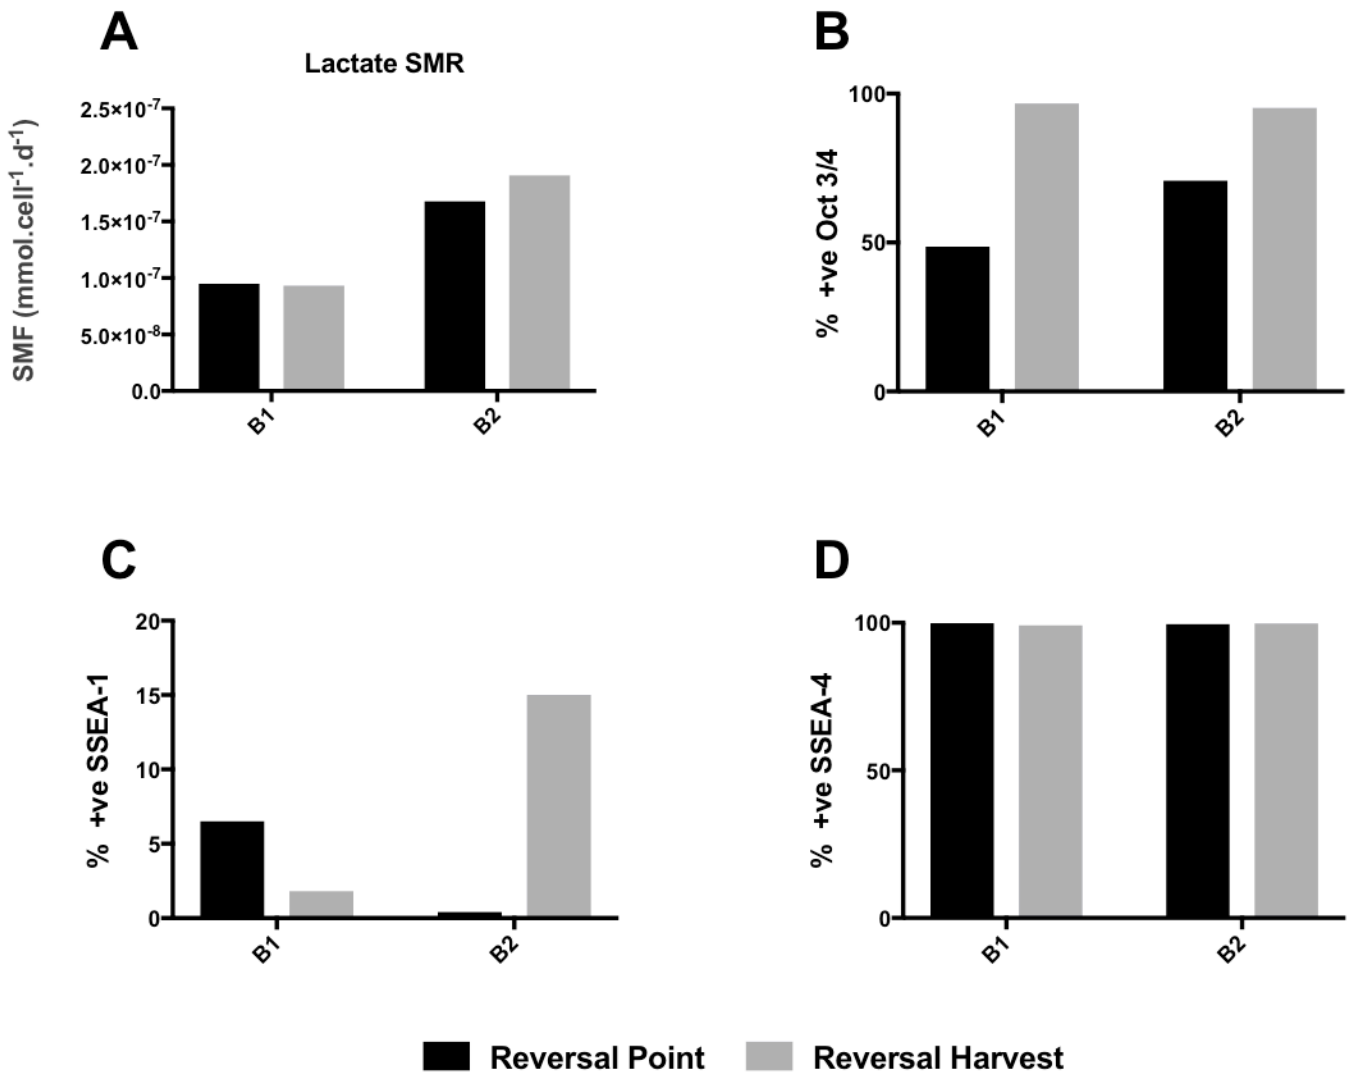 A
Lactate SMR
SMF (mmol.cell⁻¹.d⁻¹)
2.5×10⁻⁷
2.0×10⁻⁷
1.5×10⁻⁷
1.0×10⁻⁷
5.0×10⁻⁸
0.0
B1
B2
B
% +ve Oct 3/4
100
50
0
B1
B2
C
% +ve SSEA-1
20
15
10
5
0
B1
B2
D
% +ve SSEA-4
100
50
0
B1
B2
Reversal Point
Reversal Harvest